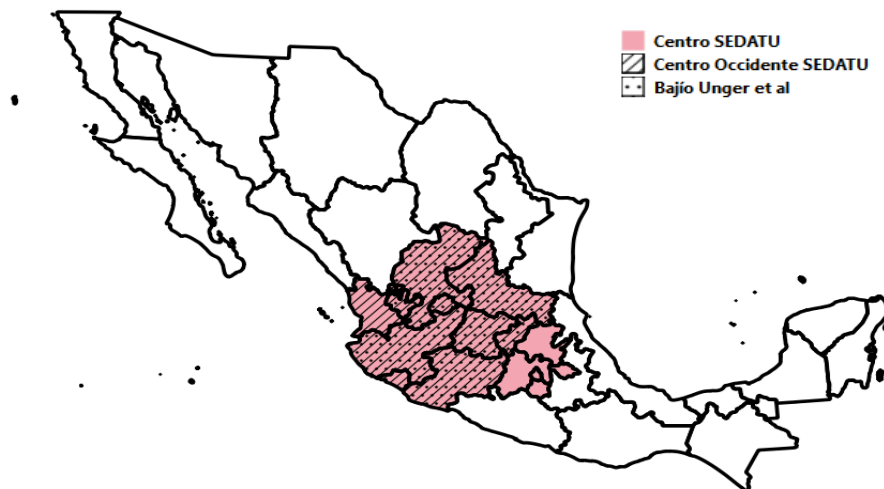 Centro SEDATU
Centro Occidente SEDATU
Bajío Unger et al